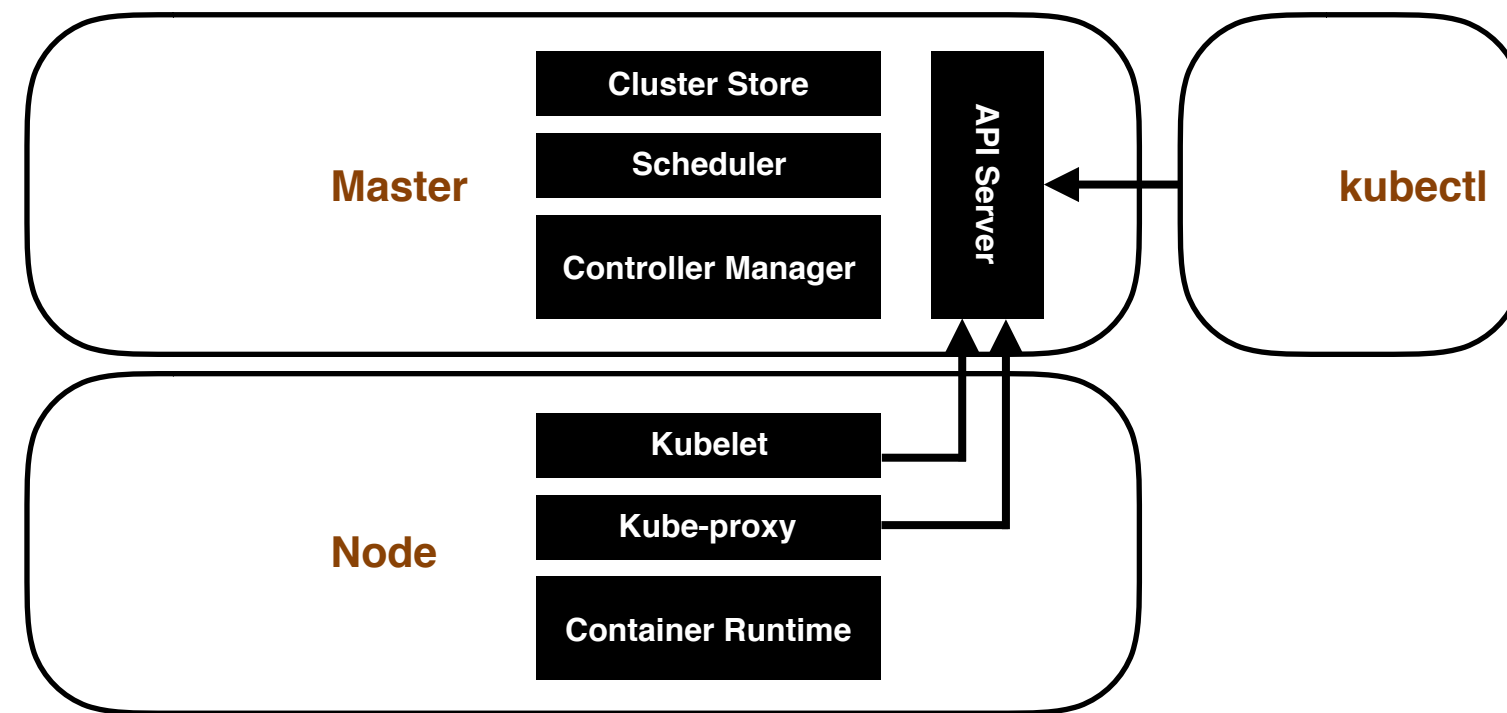 Master
Cluster Store
Scheduler
Controller Manager
API Server
kubectl
Node
Kubelet
Kube-proxy
Container Runtime